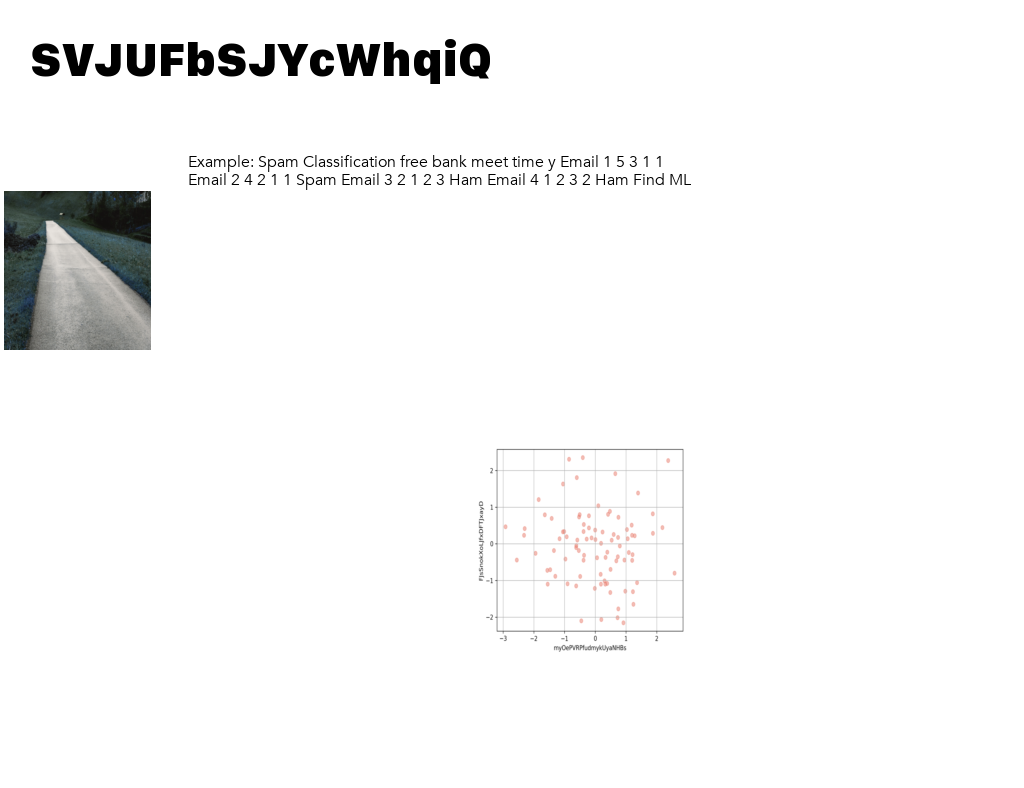 SVJUFbSJYcWhqiQ
Example: Spam Classification free bank meet time y Email 1 5 3 1 1
Email 2 4 2 1 1 Spam Email 3 2 1 2 3 Ham Email 4 1 2 3 2 Ham Find ML
2
1
0
−1
−2
−3 −2 −1 0 1 2